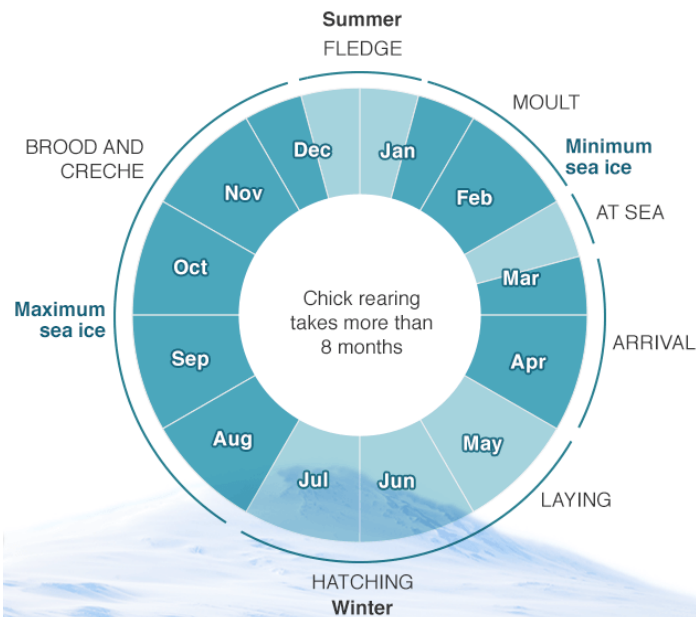 Summer
FLEDGE
MOULT
Minimum
sea ice
AT SEA
ARRIVAL
LAYING
HATCHING
Winter
Maximum
sea ice
BROOD AND
CRECHE
Jan
Feb
Mar
Apr
May
Jun
Jul
Aug
Sep
Oct
Nov
Dec
Chick rearing
takes more than
8 months